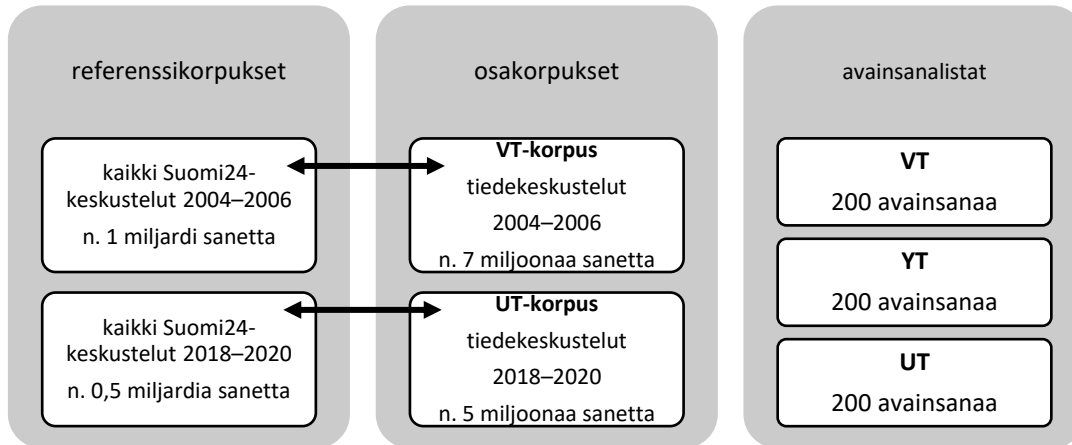 referenssikorpukset
kaikki Suomi24-
keskustelut 2004–2006
n. 1 miljardi sanetta
kaikki Suomi24-
keskustelut 2018–2020
n. 0,5 miljardia sanetta
osakorpukset
VT-korpus
tiedekeskustelut
2004–2006
n. 7 miljoonaa sanetta
UT-korpus
tiedekeskustelut
2018–2020
n. 5 miljoonaa sanetta
avainsanalistat
VT
200 avainsanaa
YT
200 avainsanaa
UT
200 avainsanaa